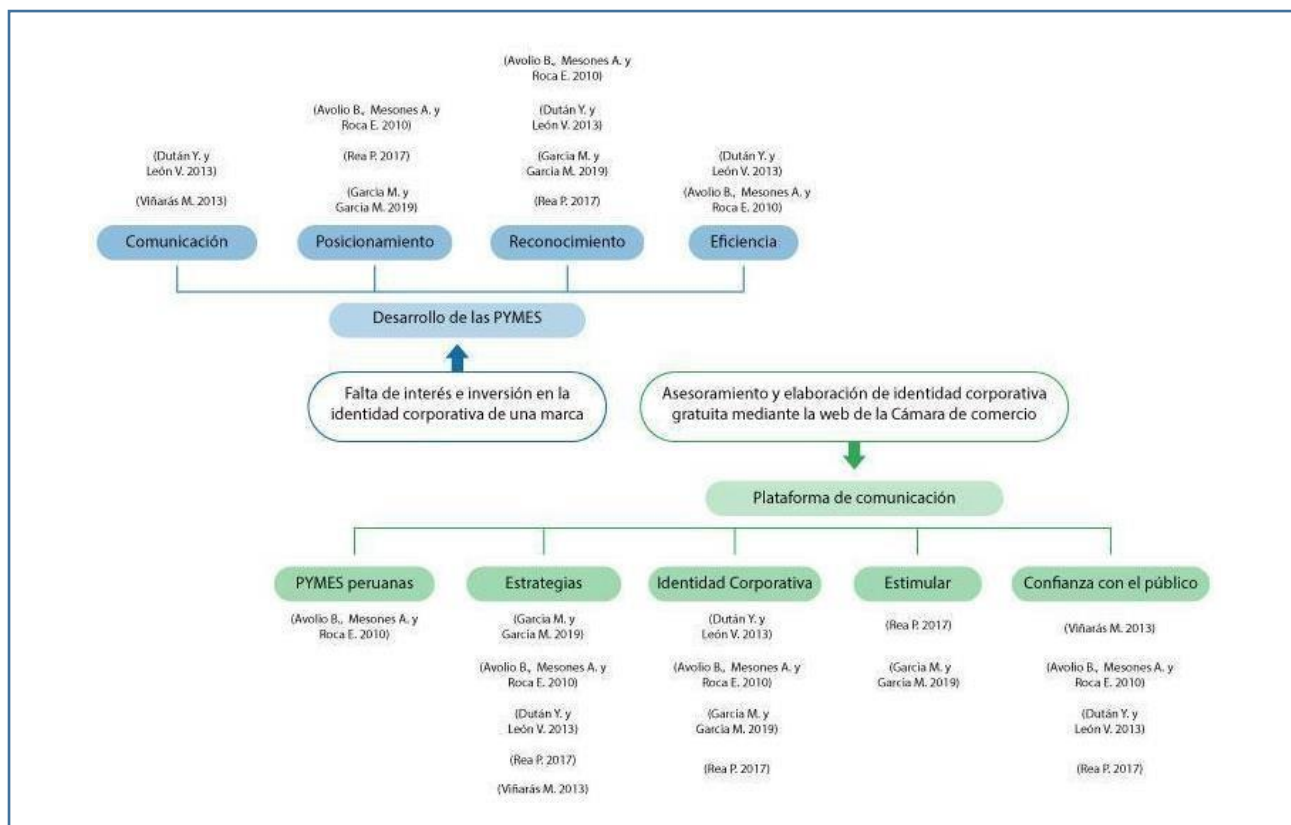 (Dután Y. y
León V. 2013)
(Viñarás M. 2013)
Comunicación
(Avolio B., Mesones A. y
Roca E. 2010)
(Rea P. 2017)
(Garcia M. y
Garcia M. 2019)
Posicionamiento
(Avolio B., Mesones A. y
Roca E. 2010)
(Dután Y. y
León V. 2013)
(Garcia M. y
Garcia M. 2019)
(Rea P. 2017)
Reconocimiento
(Dután Y. y
León V. 2013)
(Avolio B., Mesones A. y
Roca E. 2010)
Eficiencia
Desarrollo de las PYMES
Falta de interés e inversión en la
identidad corporativa de una marca
Asesoramiento y elaboración de identidad corporativa
gratuita mediante la web de la Cámara de comercio
Plataforma de comunicación
PYMES peruanas
(Avolio B., Mesones A. y
Roca E. 2010)
Estrategias
(Garcia M. y
Garcia M. 2019)
(Avolio B., Mesones A. y
Roca E. 2010)
(Dután Y. y
León V. 2013)
(Rea P. 2017)
(Viñarás M. 2013)
Identidad Corporativa
(Dután Y. y
León V. 2013)
(Avolio B., Mesones A. y
Roca E. 2010)
(Garcia M. y
Garcia M. 2019)
(Rea P. 2017)
Estimular
(Rea P. 2017)
(Garcia M. y
Garcia M. 2019)
Confianza con el público
(Viñarás M. 2013)
(Avolio B., Mesones A. y
Roca E. 2010)
(Dután Y. y
León V. 2013)
(Rea P. 2017)